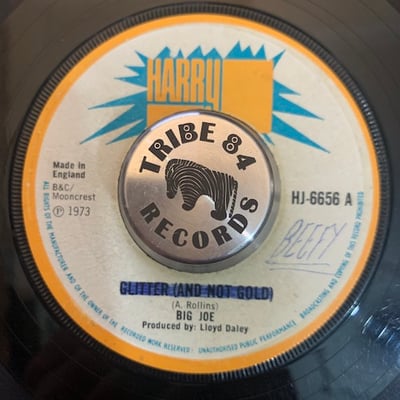 HARRY
TRIBE 84
RECORDS
Made in
England
B&C/
Mooncrest
℗ 1973
HJ-6656 A
BEEFY
GLITTER (AND NOT GOLD)
(A. Rollins)
BIG JOE
Produced by: Lloyd Daley
ALL RIGHTS OF THE MANUFACTURER AND OF THE OWNER OF THE RECORDED WORK RESERVED · UNAUTHORISED PUBLIC PERFORMANCE, BROADCASTING AND COPYING OF THIS RECORD PROHIBITED